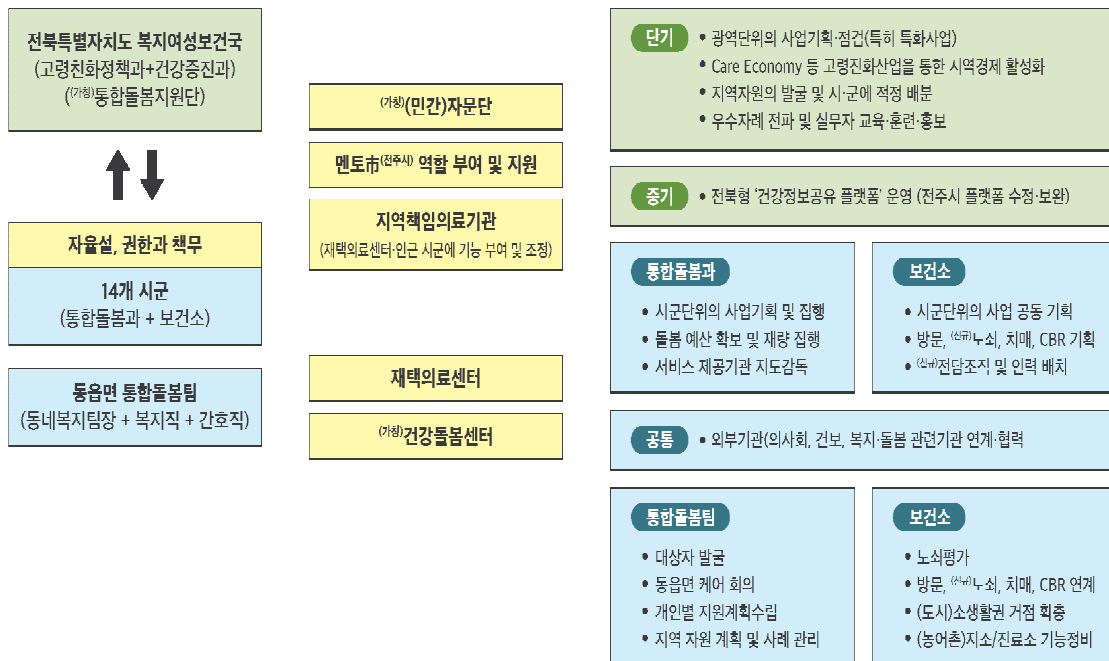 전북특별자치도 복지여성보건국
(고령친화정책과+건강증진과)
((가칭)통합돌봄지원단)
자율설, 권한과 책무
14개 시군
(통합돌봄과 + 보건소)
동읍면 통합돌봄팀
(동네복지팀장 + 복지직 + 간호직)
(가칭)(민간)자문단
멘토市(전주시) 역할 부여 및 지원
지역책임의료기관
(재택의료센터·인근 시군에 기능 부여 및 조정)
재택의료센터
(가칭)건강돌봄센터
단기
• 광역단위의 사업기획·점검(특히 특화사업)
• Care Economy 등 고령진화산업을 통한 시역경제 활성화
• 지역자원의 발굴 및 시·군에 적정 배분
• 우수자례 전파 및 실무자 교육·훈련·홍보
중기
• 전북형 ‘건강정보공유 플랫폼’ 운영 (전주시 플랫폼 수정·보완)
통합돌봄과
• 시군단위의 사업기획 및 집행
• 돌봄 예산 확보 및 재량 집행
• 서비스 제공기관 지도감독
보건소
• 시군단위의 사업 공동 기획
• 방문, (신규)노쇠, 치매, CBR 기획
• (신규)전담조직 및 인력 배치
공통
• 외부기관(의사회, 건보, 복지·돌봄 관련기관 연계·협력
통합돌봄팀
• 대상자 발굴
• 동읍면 케어 회의
• 개인별 지원계획수립
• 지역 자원 계획 및 사례 관리
보건소
• 노쇠평가
• 방문, (신규)노쇠, 치매, CBR 연계
• (도시)소생활권 거점 확충
• (농어촌)지소/진료소 기능정비